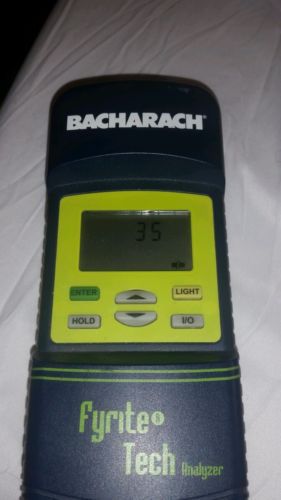 BACHARACH®
35
ENTER
LIGHT
HOLD
I/O
Fyrite®
Tech Analyzer